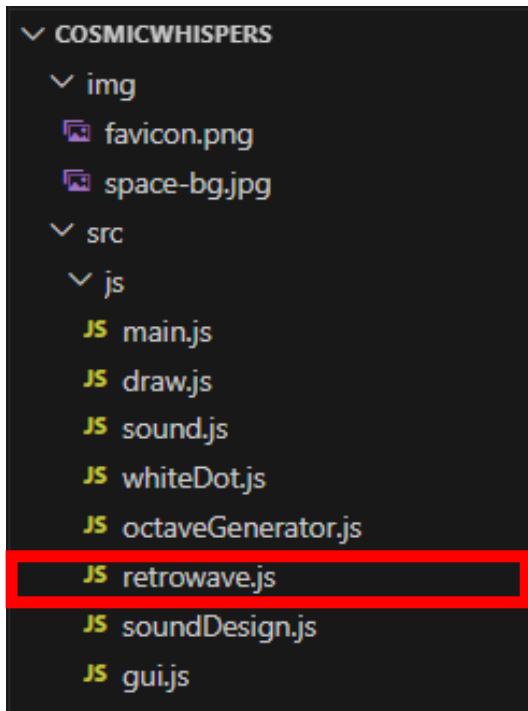 COSMICWHISPERS
img
favicon.png
space-bg.jpg
src
js
JS main.js
JS draw.js
JS sound.js
JS whiteDot.js
JS octaveGenerator.js
JS retrowave.js
JS soundDesign.js
JS gui.js